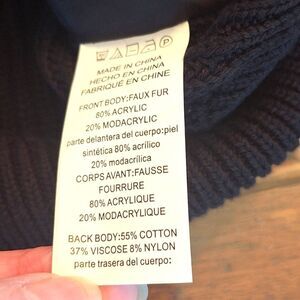 MADE IN CHINA
HECHO EN CHINA
FABRIQUÉ EN CHINE
FRONT BODY:FAUX FUR
80% ACRYLIC
20% MODACRYLIC
parte delantera del cuerpo:piel
sintética 80% acrílico
20% modacrílica
CORPS AVANT:FAUSSE
FOURRURE
80% ACRYLIQUE
20% MODACRYLIQUE
BACK BODY:55% COTTON
37% VISCOSE 8% NYLON
parte trasera del cuerpo: